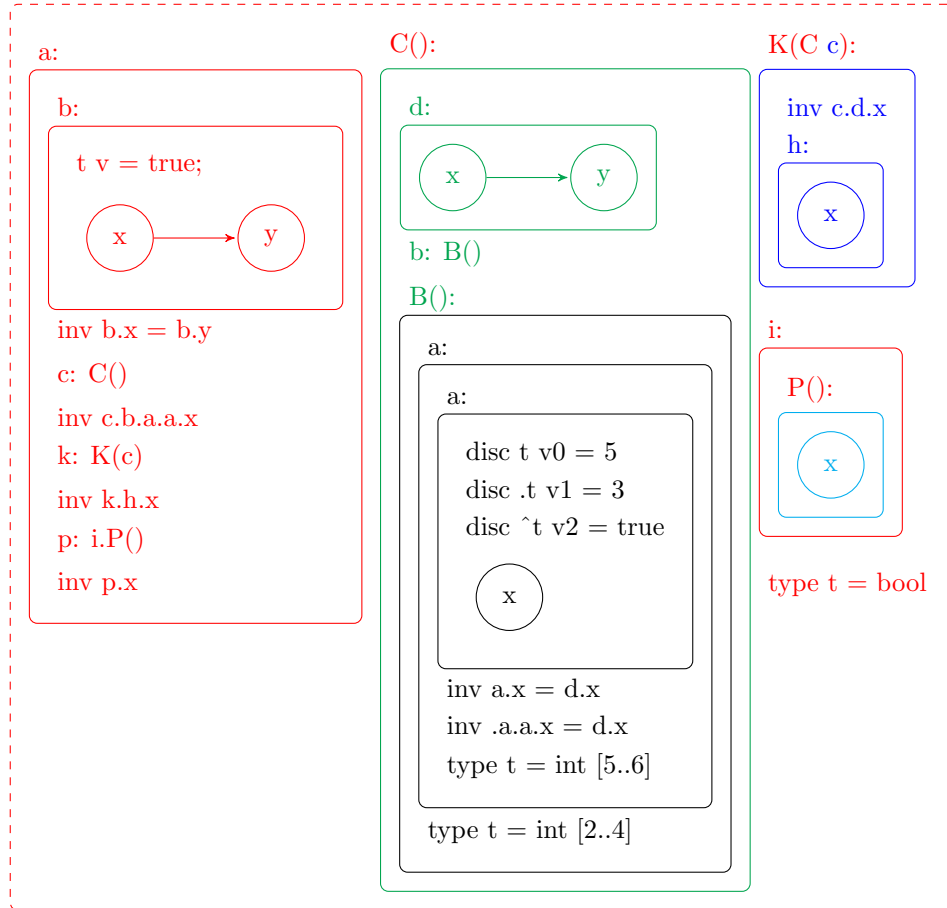 a:
b:
t v = true;
x
y
inv b.x = b.y
c: C()
inv c.b.a.a.x
k: K(c)
inv k.h.x
p: i.P()
inv p.x
C():
d:
x
y
b: B()
B():
a:
a:
disc t v0 = 5
disc .t v1 = 3
disc ^t v2 = true
x
inv a.x = d.x
inv .a.a.x = d.x
type t = int [5..6]
type t = int [2..4]
K(C c):
inv c.d.x
h:
x
i:
P():
x
type t = bool